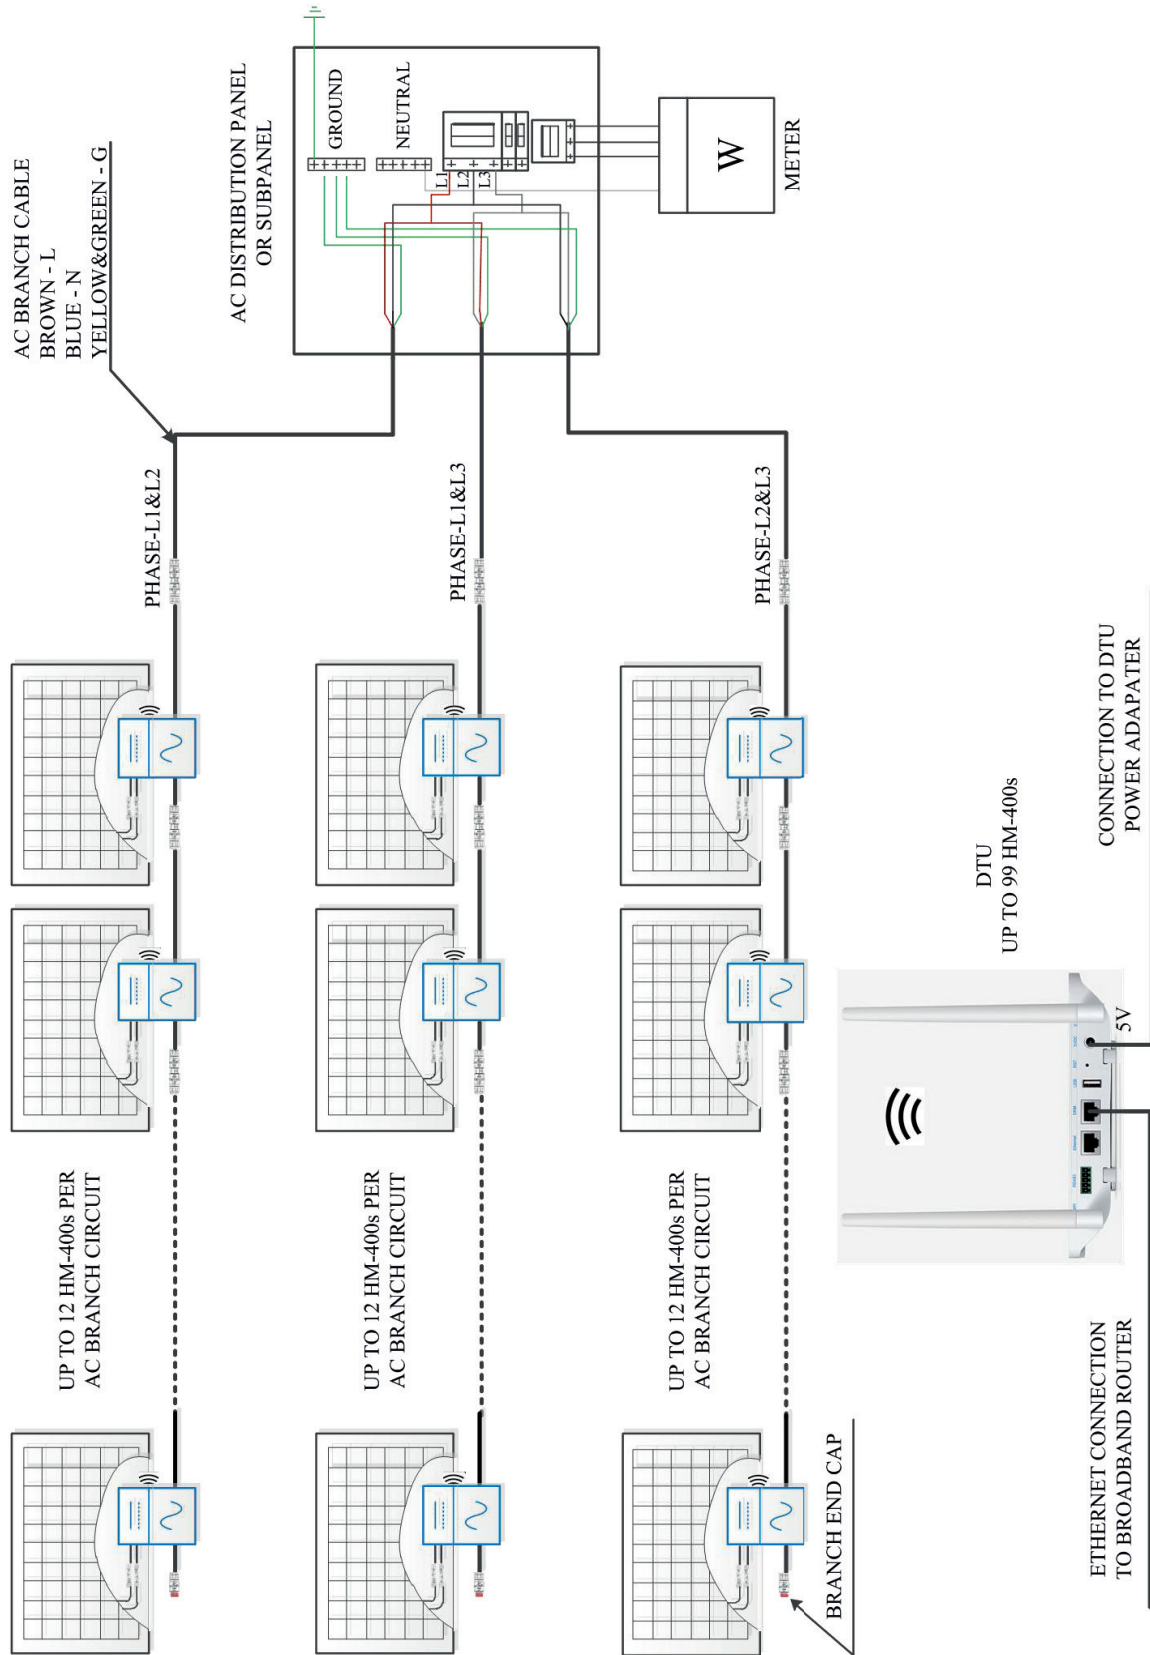 AC BRANCH CABLE
BROWN - L
BLUE - N
YELLOW&GREEN - G
AC DISTRIBUTION PANEL
OR SUBPANEL
GROUND
NEUTRAL
L1
L2
L3
W
METER
PHASE-L1&L2
PHASE-L1&L3
PHASE-L2&L3
UP TO 12 HM-400s PER
AC BRANCH CIRCUIT
UP TO 12 HM-400s PER
AC BRANCH CIRCUIT
UP TO 12 HM-400s PER
AC BRANCH CIRCUIT
BRANCH END CAP
DTU
UP TO 99 HM-400s
5V
CONNECTION TO DTU
POWER ADAPATER
ETHERNET CONNECTION
TO BROADBAND ROUTER